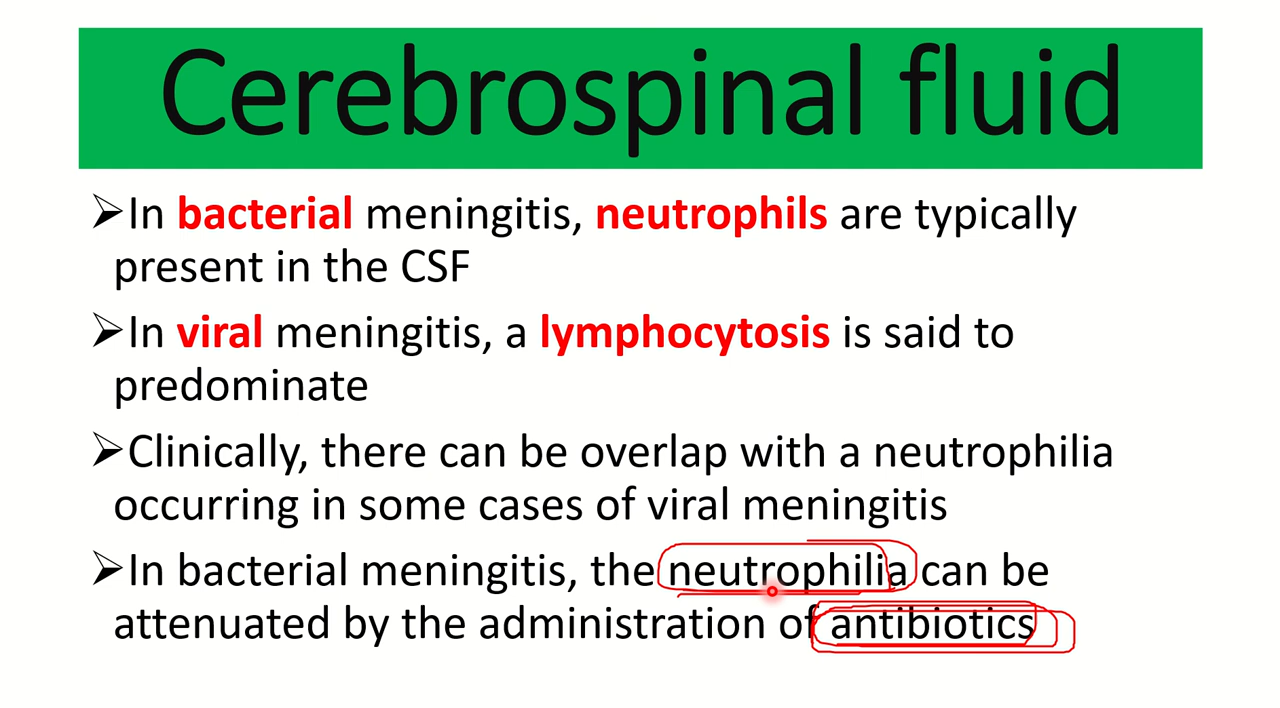 Cerebrospinal fluid
➢In bacterial meningitis, neutrophils are typically
present in the CSF
➢In viral meningitis, a lymphocytosis is said to
predominate
➢Clinically, there can be overlap with a neutrophilia
occurring in some cases of viral meningitis
➢In bacterial meningitis, the neutrophilia can be
attenuated by the administration of antibiotics